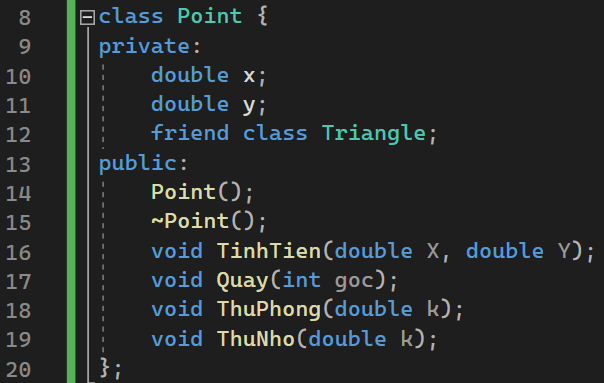 8 class Point {
9 private:
10     double x;
11     double y;
12     friend class Triangle;
13 public:
14     Point();
15     ~Point();
16     void TinhTien(double X, double Y);
17     void Quay(int goc);
18     void ThuPhong(double k);
19     void ThuNho(double k);
20 };